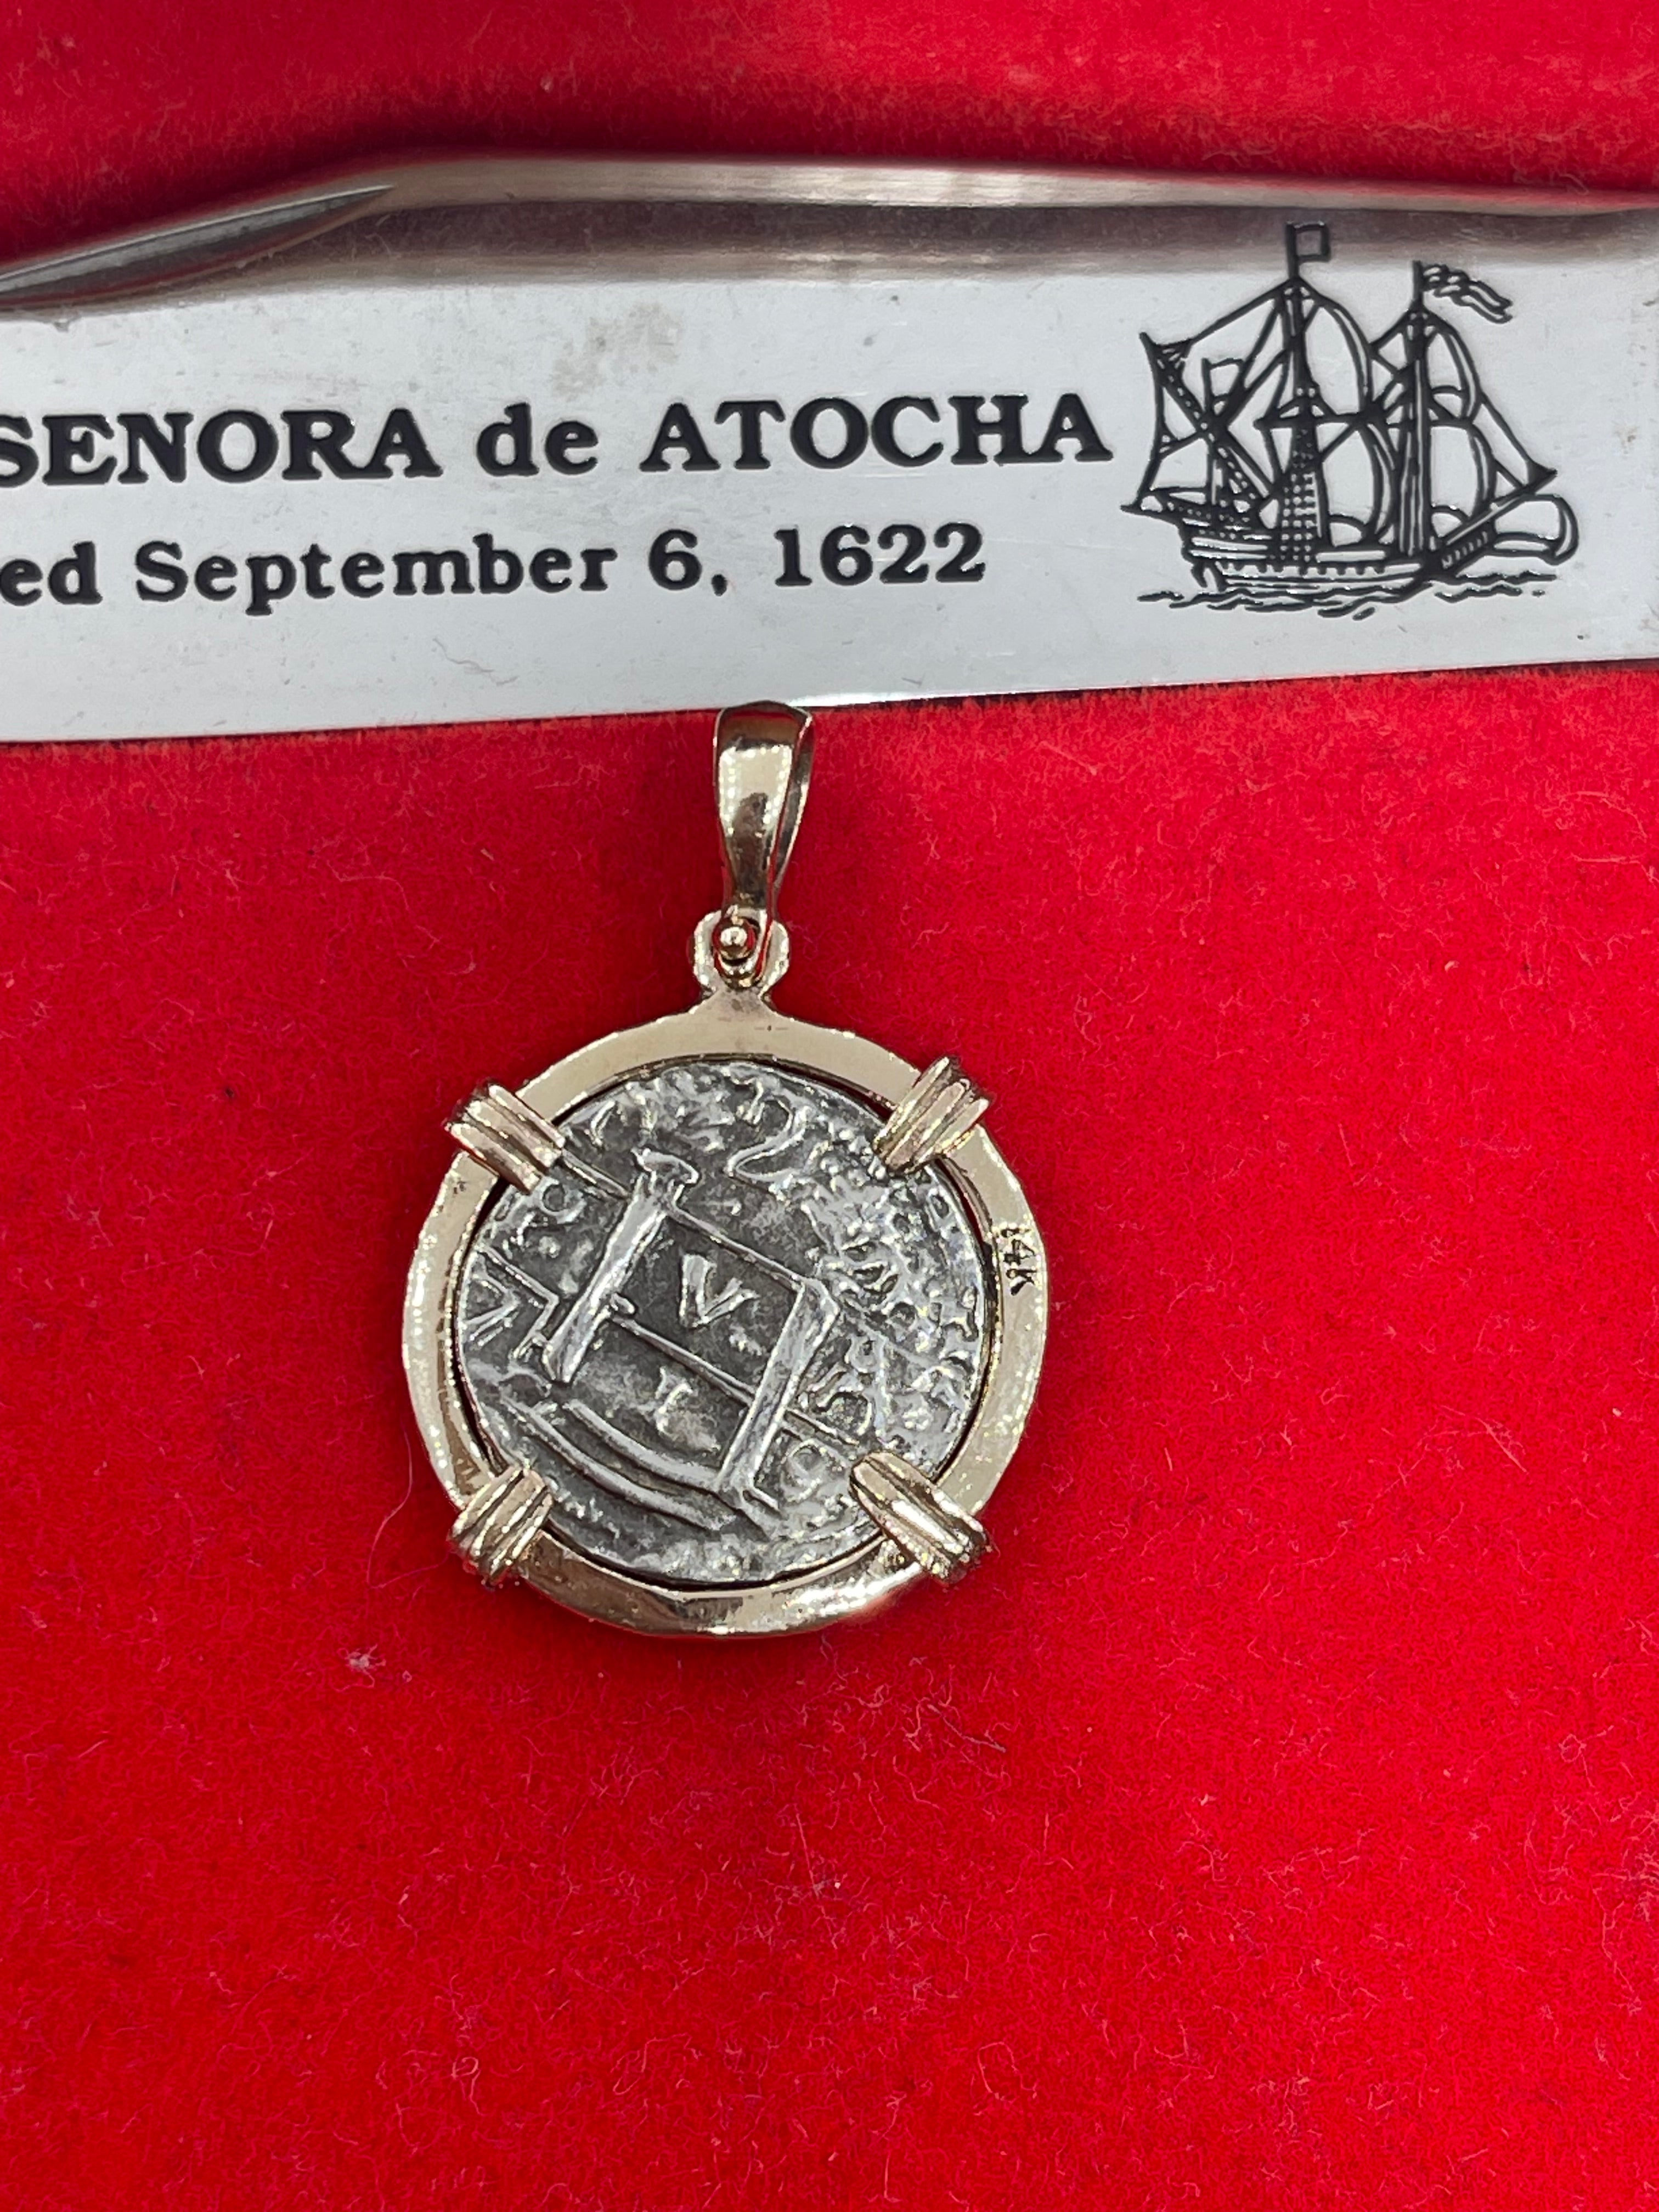 SENORA de ATOCHA
ed September 6, 1622
V
14K